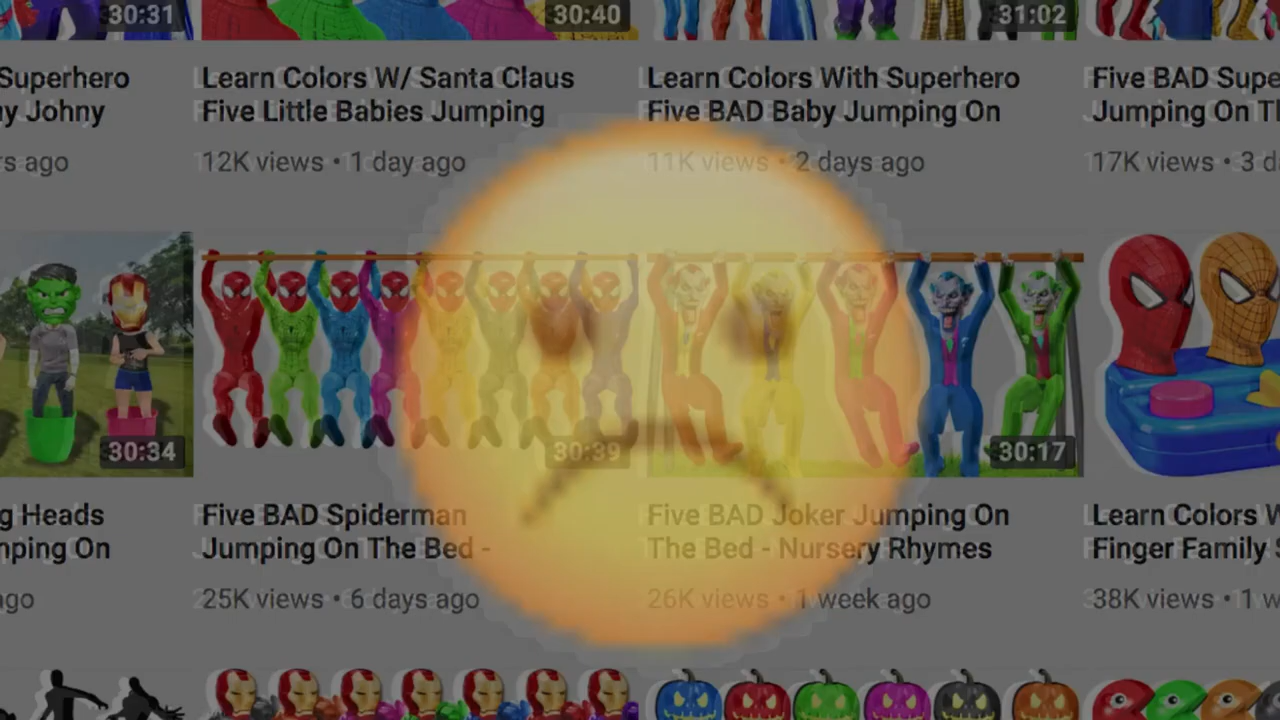 30:31
30:40
31:02
Superhero
y Johny
rs ago
Learn Colors W/ Santa Claus
Five Little Babies Jumping
12K views • 1 day ago
Learn Colors With Superhero
Five BAD Baby Jumping On
11K views • 2 days ago
Five BAD Supe
Jumping On Th
17K views • 3 d
30:34
30:39
30:17
g Heads
nping On
ago
Five BAD Spiderman
Jumping On The Bed -
25K views • 6 days ago
Five BAD Joker Jumping On
The Bed - Nursery Rhymes
26K views • 1 week ago
Learn Colors W
Finger Family S
38K views • 1 w